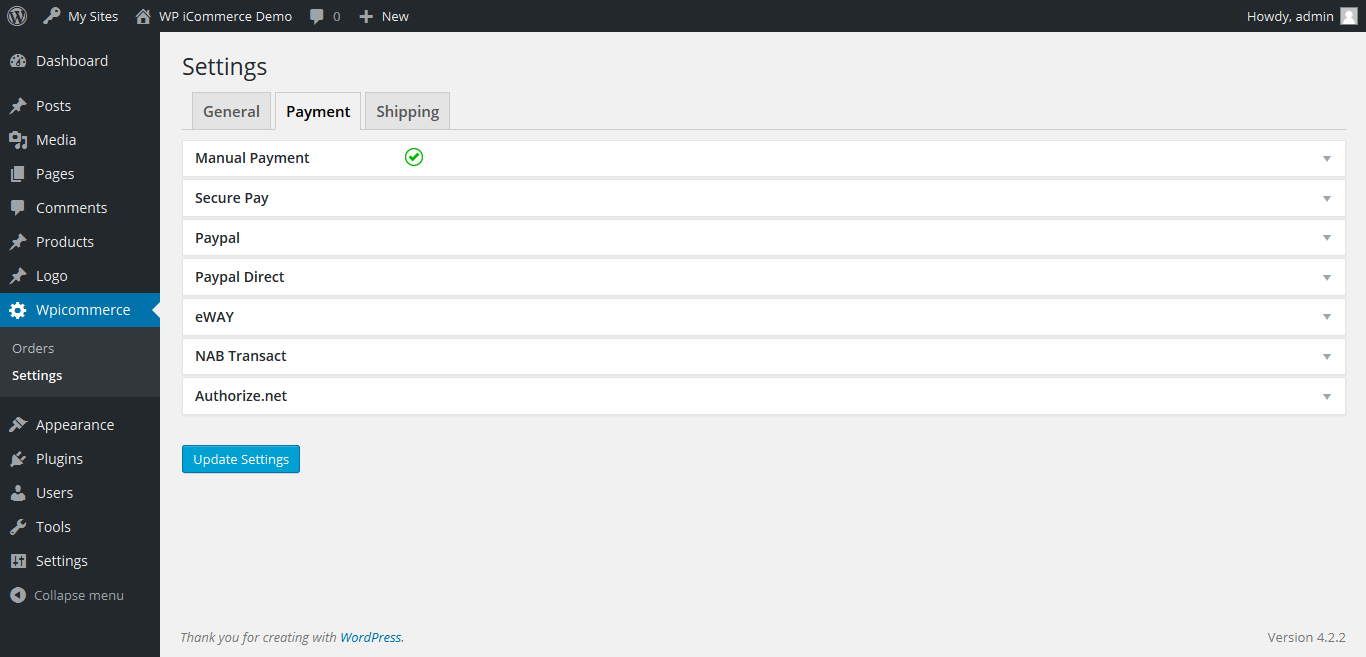 My Sites WP iCommerce Demo 0 New Howdy, admin
Dashboard
Posts
Media
Pages
Comments
Products
Logo
Wpicommerce
Orders
Settings
Appearance
Plugins
Users
Tools
Settings
Collapse menu
Settings
General Payment Shipping
Manual Payment
Secure Pay
Paypal
Paypal Direct
eWAY
NAB Transact
Authorize.net
Update Settings
Thank you for creating with WordPress. Version 4.2.2